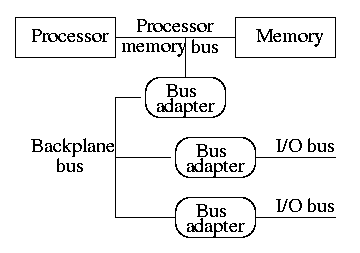 Processor
Processor
memory bus
Memory
Bus
adapter
Backplane
bus
Bus
adapter
I/O bus
Bus
adapter
I/O bus